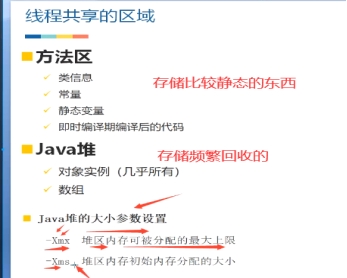 线程共享的区域
方法区
类信息
常量
静态变量
即时编译期编译后的代码
存储比较静态的东西
Java堆
存储频繁回收的
对象实例（几乎所有）
数组
Java堆的大小参数设置
-Xmx 堆区内存可被分配的最大上限
-Xms 堆区内存初始内存分配的大小